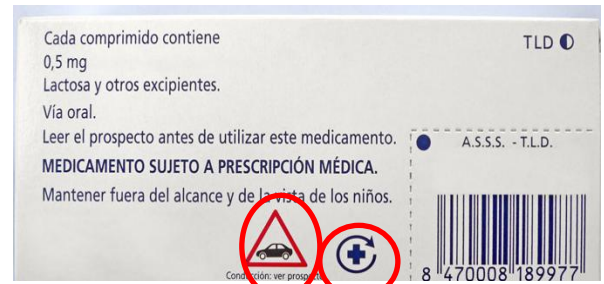 Cada comprimido contiene
TLD
0,5 mg
Lactosa y otros excipientes.
Vía oral.
Leer el prospecto antes de utilizar este medicamento.
MEDICAMENTO SUJETO A PRESCRIPCIÓN MÉDICA.
Mantener fuera del alcance y de la vista de los niños.
Conducción: ver prospecto
A.S.S.S. - T.L.D.
8 470008 189977